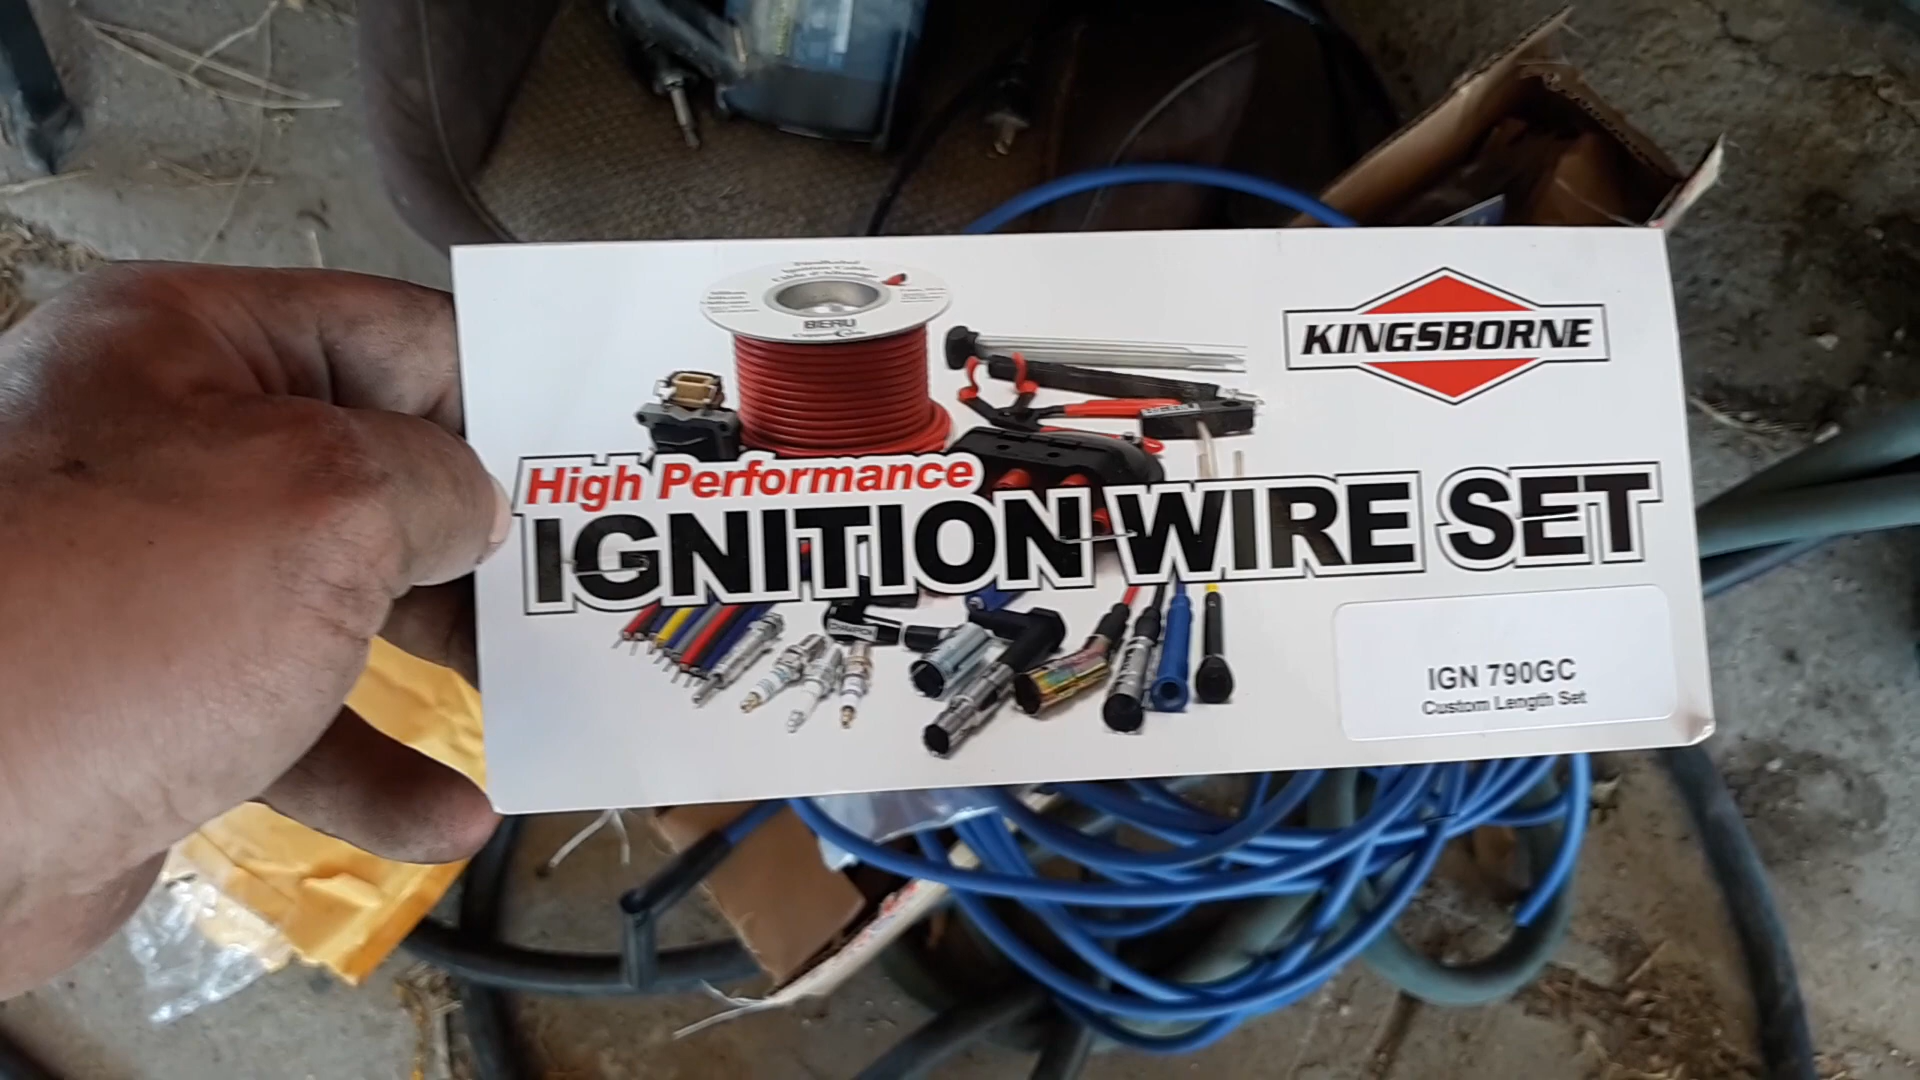 BERU
KINGSBORNE
High Performance
IGNITION WIRE SET
IGN 790GC
Custom Length Set